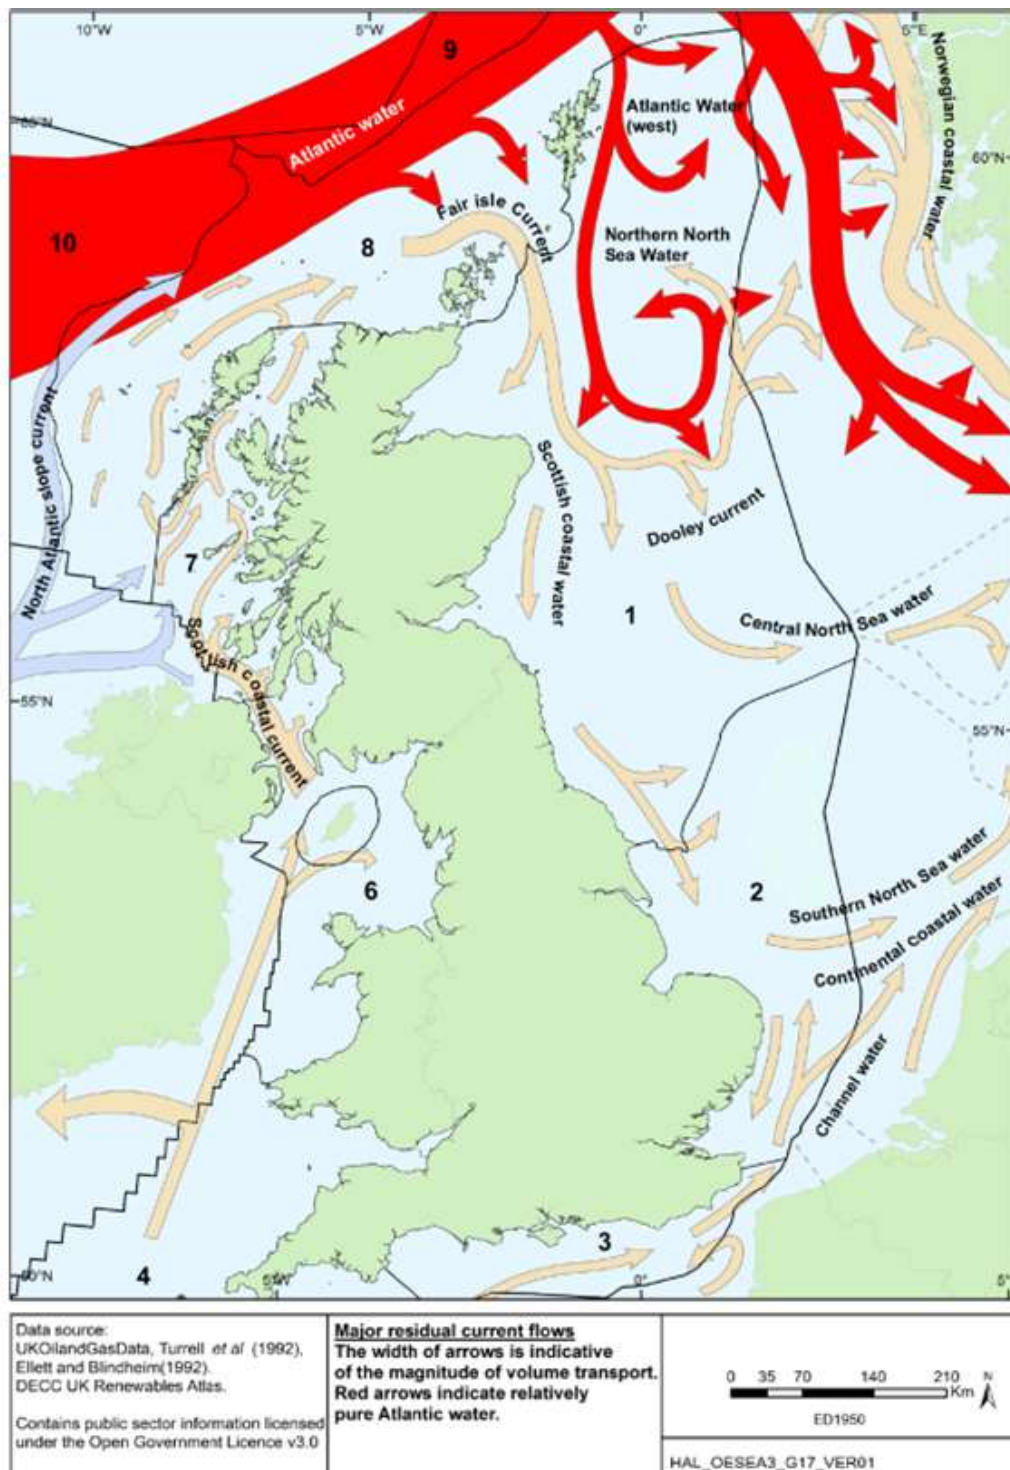 10°W
5°W
0°
5°E
9
Atlantic water
Atlantic Water
(west)
Norwegian coastal water
60°N
60°N
10
8
Fair isle Current
Northern North
Sea Water
North Atlantic slope current
Scottish coastal water
Dooley current
7
1
Central North Sea water
Scottish coastal current
55°N
55°N
6
2
Southern North Sea water
Continental coastal water
Channel water
3
4
50°N
5°W
0°
5°
Data source:
UKOilandGasData, Turrell et al (1992),
Ellett and Blindheim(1992).
DECC UK Renewables Atlas.
Contains public sector information licensed
under the Open Government Licence v3.0
Major residual current flows
The width of arrows is indicative
of the magnitude of volume transport.
Red arrows indicate relatively
pure Atlantic water.
0 35 70 140 210
Km
N
ED1950
HAL_OESEA3_G17_VER01